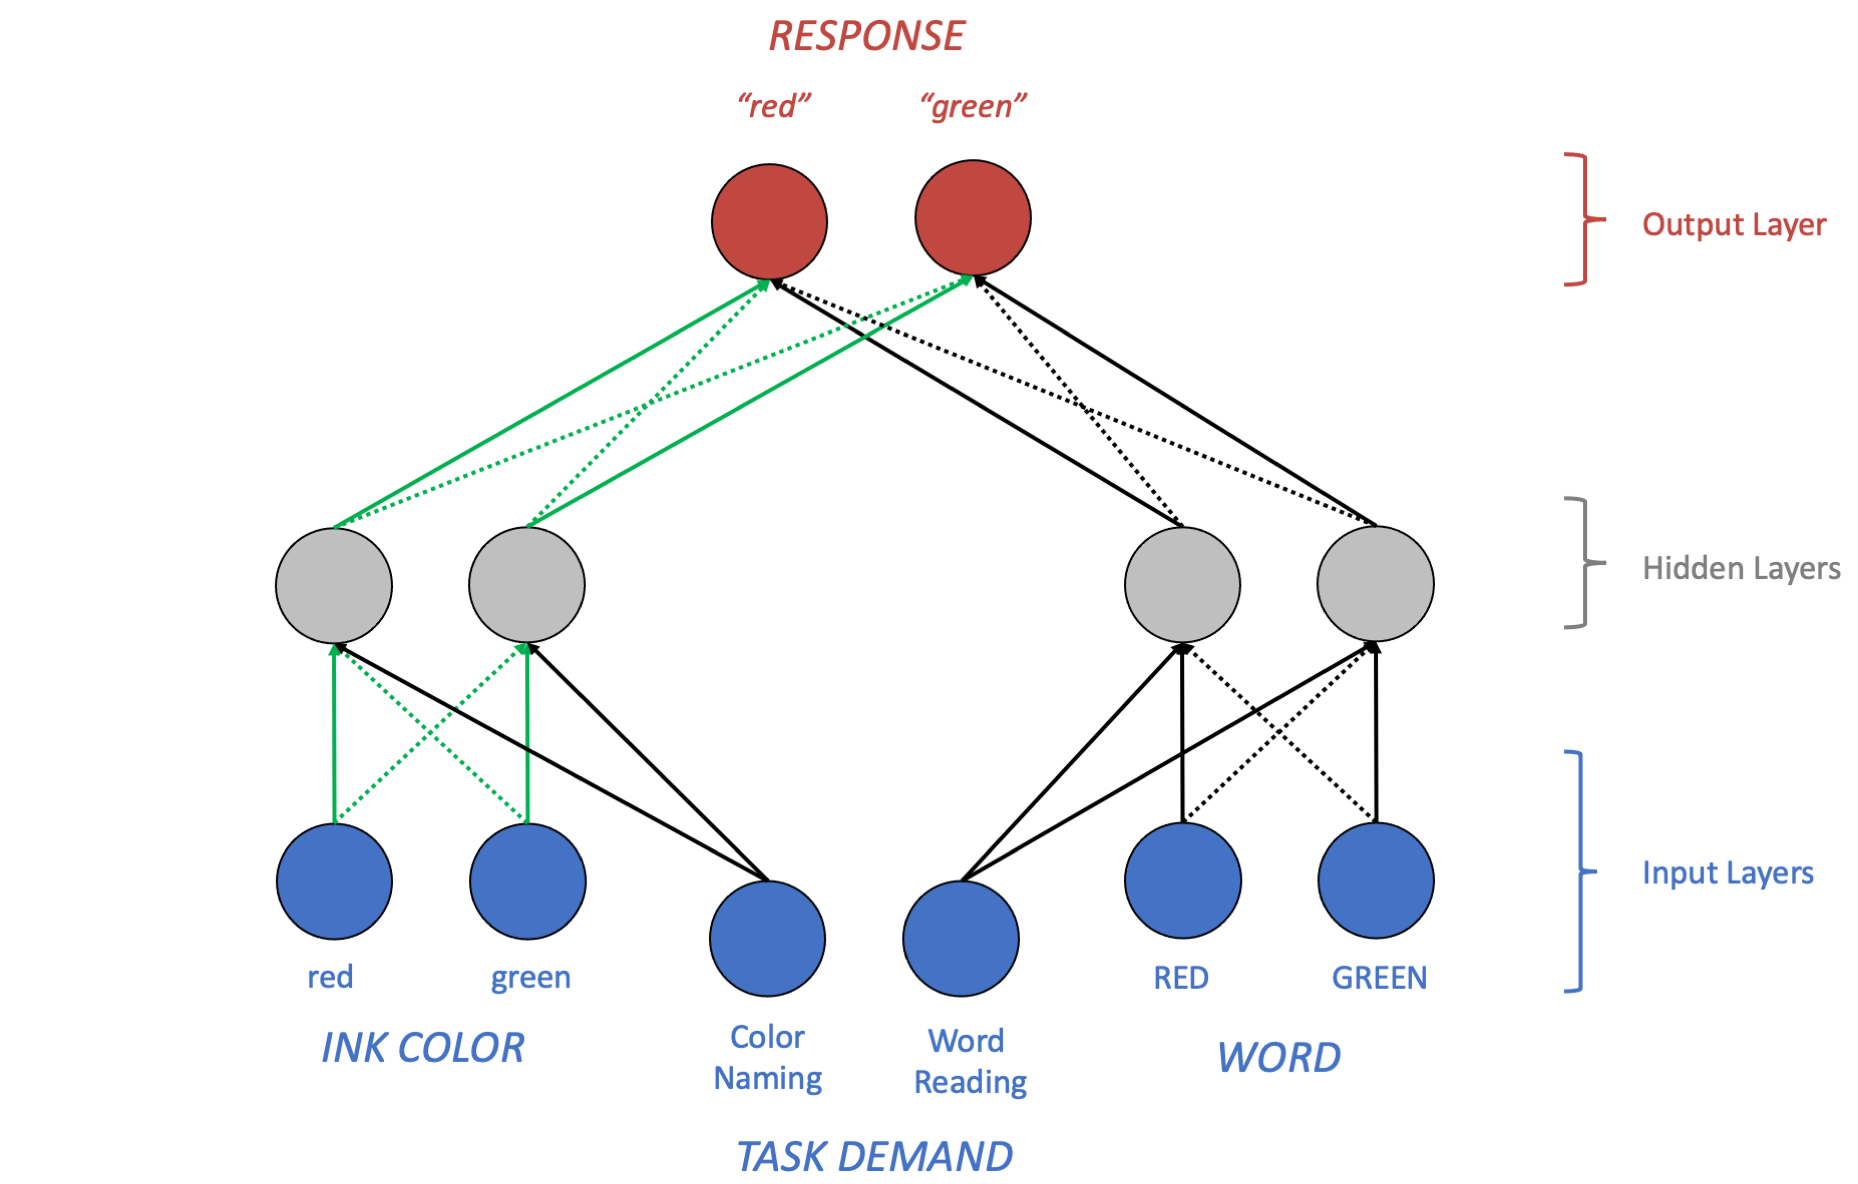 RESPONSE
“red”
“green”
Output Layer
Hidden Layers
Input Layers
red
green
RED
GREEN
INK COLOR
Color
Naming
Word
Reading
WORD
TASK DEMAND